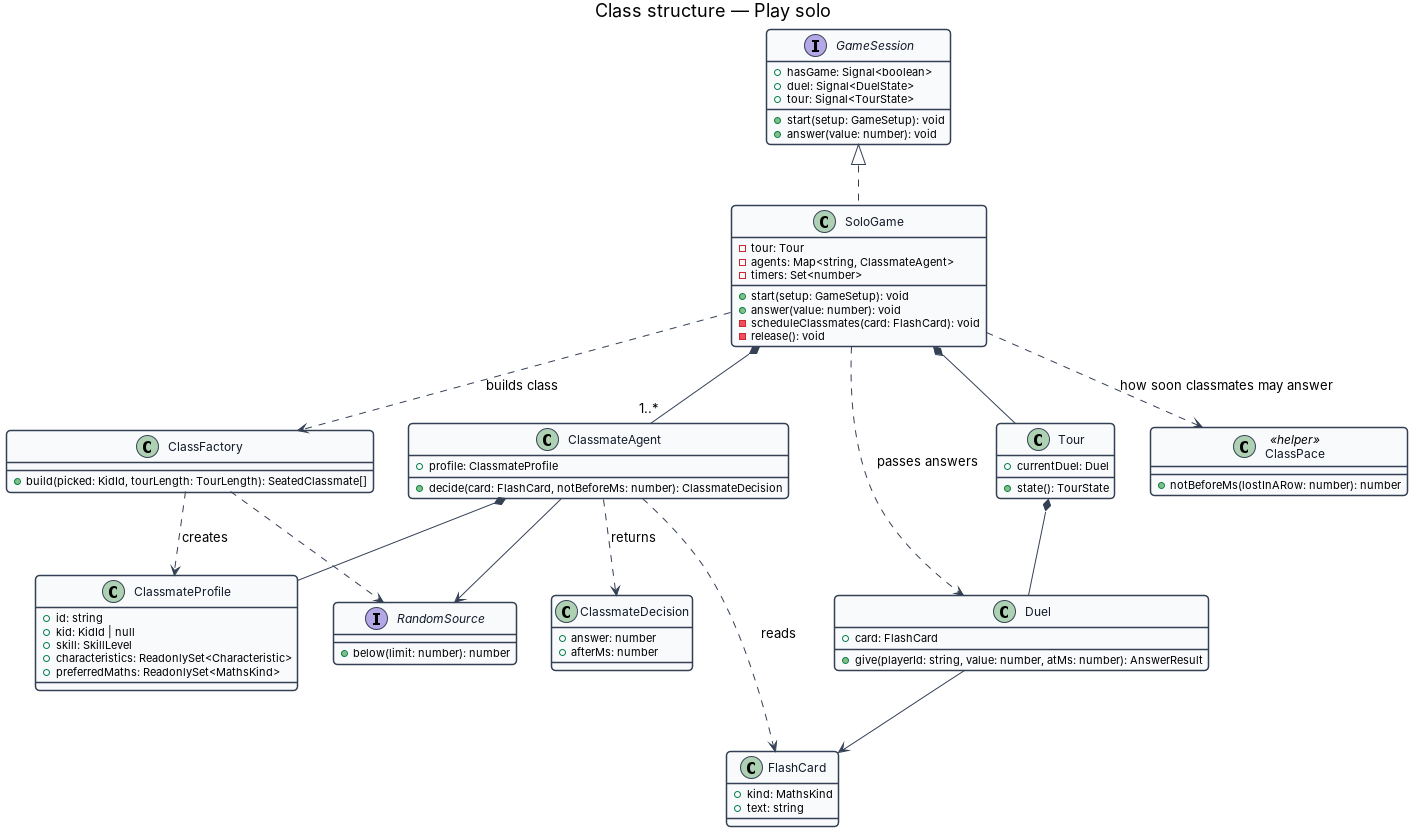 Class structure — Play solo
I GameSession
hasGame: Signal<boolean>
duel: Signal<DuelState>
tour: Signal<TourState>
start(setup: GameSetup): void
answer(value: number): void
C SoloGame
tour: Tour
agents: Map<string, ClassmateAgent>
timers: Set<number>
start(setup: GameSetup): void
answer(value: number): void
scheduleClassmates(card: FlashCard): void
release(): void
builds class
how soon classmates may answer
1..*
C ClassFactory
build(picked: KidId, tourLength: TourLength): SeatedClassmate[]
C ClassmateAgent
profile: ClassmateProfile
decide(card: FlashCard, notBeforeMs: number): ClassmateDecision
passes answers
C Tour
currentDuel: Duel
state(): TourState
C «helper»
ClassPace
notBeforeMs(lostInARow: number): number
creates
returns
C ClassmateProfile
id: string
kid: KidId | null
skill: SkillLevel
characteristics: ReadonlySet<Characteristic>
preferredMaths: ReadonlySet<MathsKind>
I RandomSource
below(limit: number): number
C ClassmateDecision
answer: number
afterMs: number
reads
C Duel
card: FlashCard
give(playerId: string, value: number, atMs: number): AnswerResult
C FlashCard
kind: MathsKind
text: string